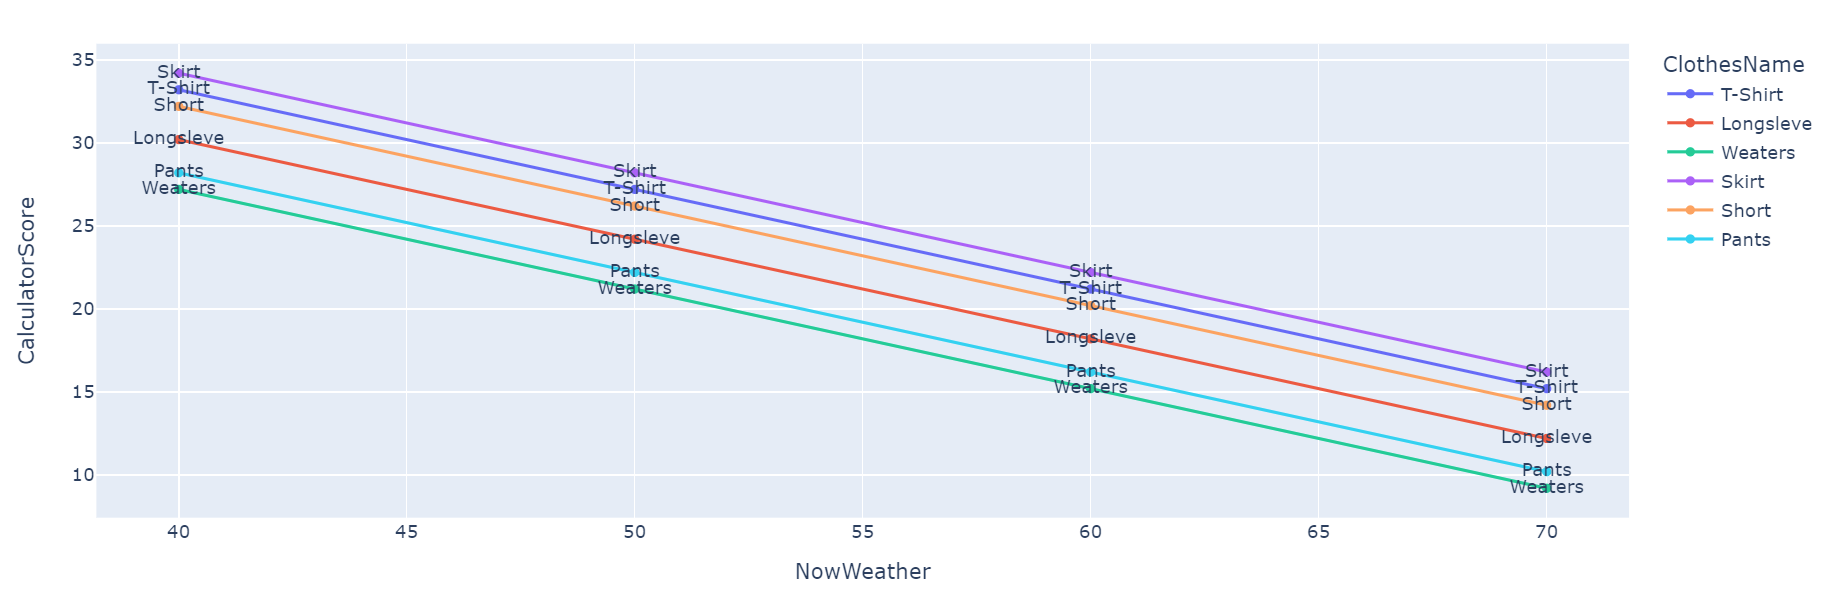 35
30
25
20
15
10
CalculatorScore
Skirt
T-Shirt
Short
Longsleve
Pants
Weaters
Skirt
T-Shirt
Short
Longsleve
Pants
Weaters
Skirt
T-Shirt
Short
Longsleve
Pants
Weaters
Skirt
T-Shirt
Short
Longsleve
Pants
Weaters
40 45 50 55 60 65 70
NowWeather
ClothesName
T-Shirt
Longsleve
Weaters
Skirt
Short
Pants